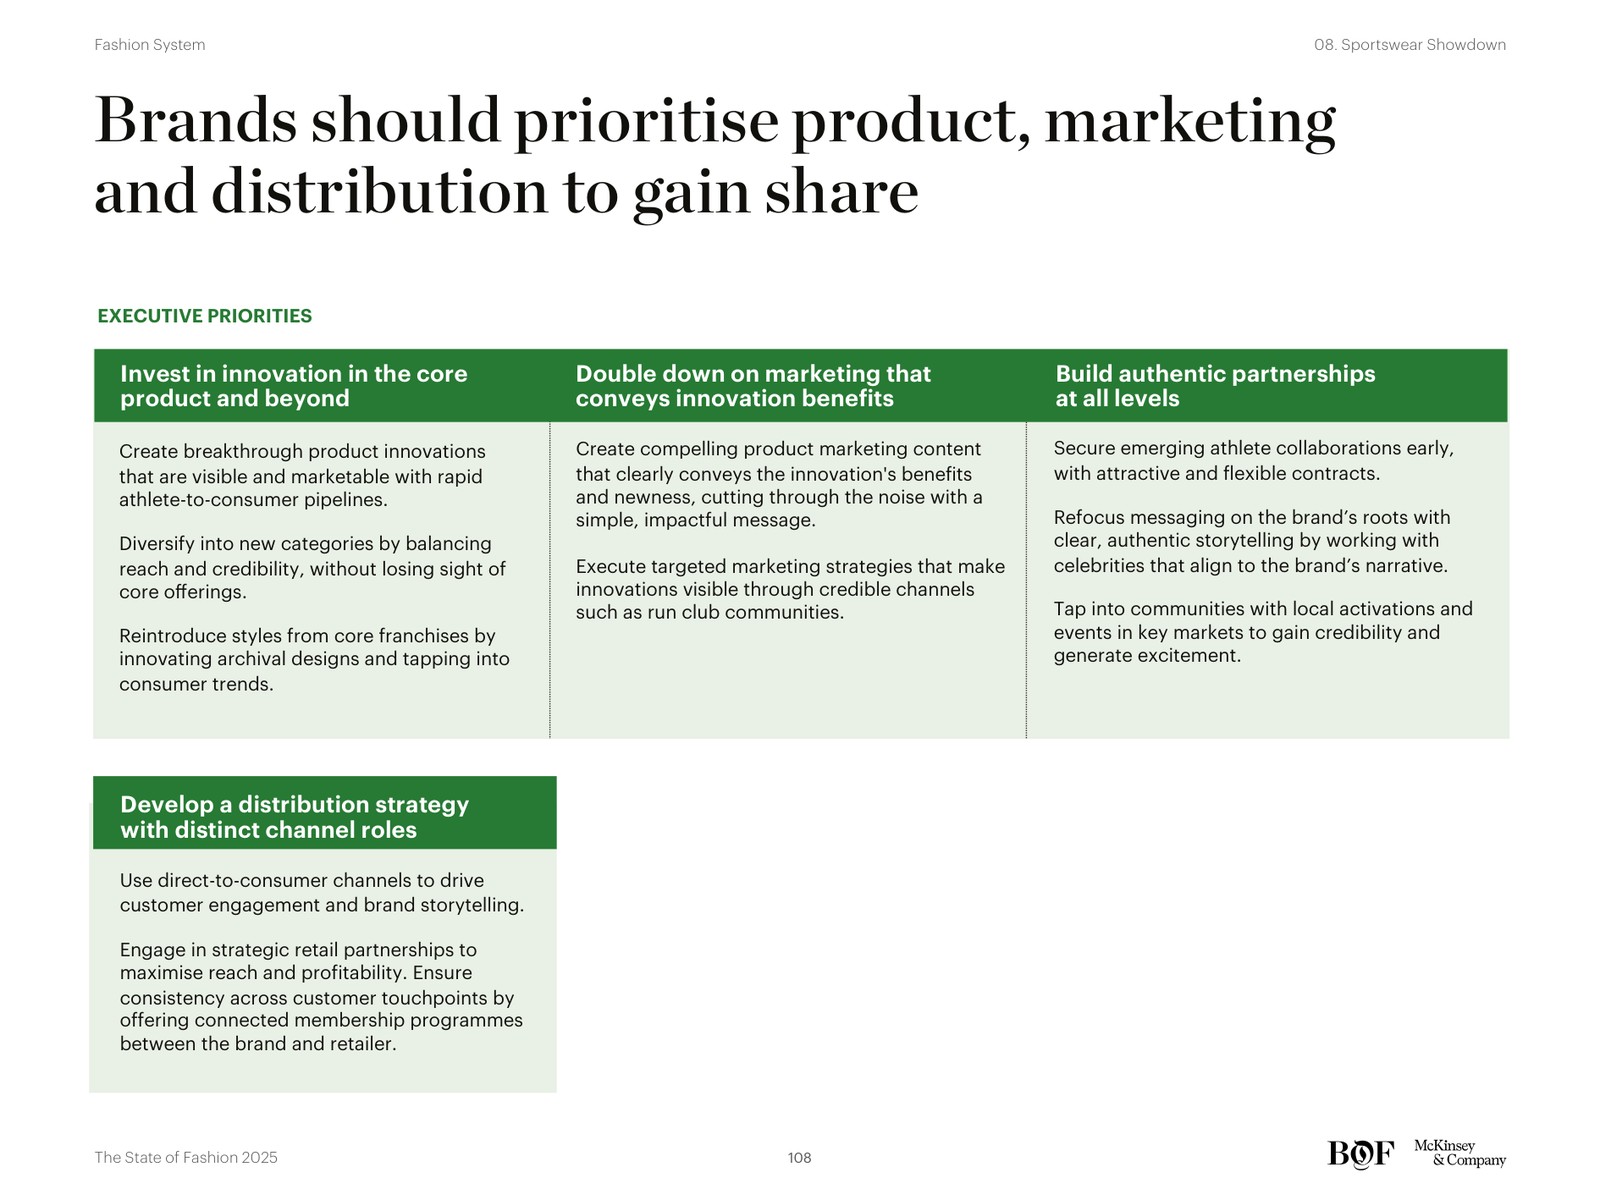 Fashion System
08. Sportswear Showdown
Brands should prioritise product, marketing
and distribution to gain share
EXECUTIVE PRIORITIES
Invest in innovation in the core
product and beyond
Create breakthrough product innovations
that are visible and marketable with rapid
athlete-to-consumer pipelines.
Diversify into new categories by balancing
reach and credibility, without losing sight of
core offerings.
Reintroduce styles from core franchises by
innovating archival designs and tapping into
consumer trends.
Double down on marketing that
conveys innovation benefits
Create compelling product marketing content
that clearly conveys the innovation's benefits
and newness, cutting through the noise with a
simple, impactful message.
Execute targeted marketing strategies that make
innovations visible through credible channels
such as run club communities.
Build authentic partnerships
at all levels
Secure emerging athlete collaborations early,
with attractive and flexible contracts.
Refocus messaging on the brand’s roots with
clear, authentic storytelling by working with
celebrities that align to the brand’s narrative.
Tap into communities with local activations and
events in key markets to gain credibility and
generate excitement.
Develop a distribution strategy
with distinct channel roles
Use direct-to-consumer channels to drive
customer engagement and brand storytelling.
Engage in strategic retail partnerships to
maximise reach and profitability. Ensure
consistency across customer touchpoints by
offering connected membership programmes
between the brand and retailer.
The State of Fashion 2025
108
BOF
McKinsey
& Company